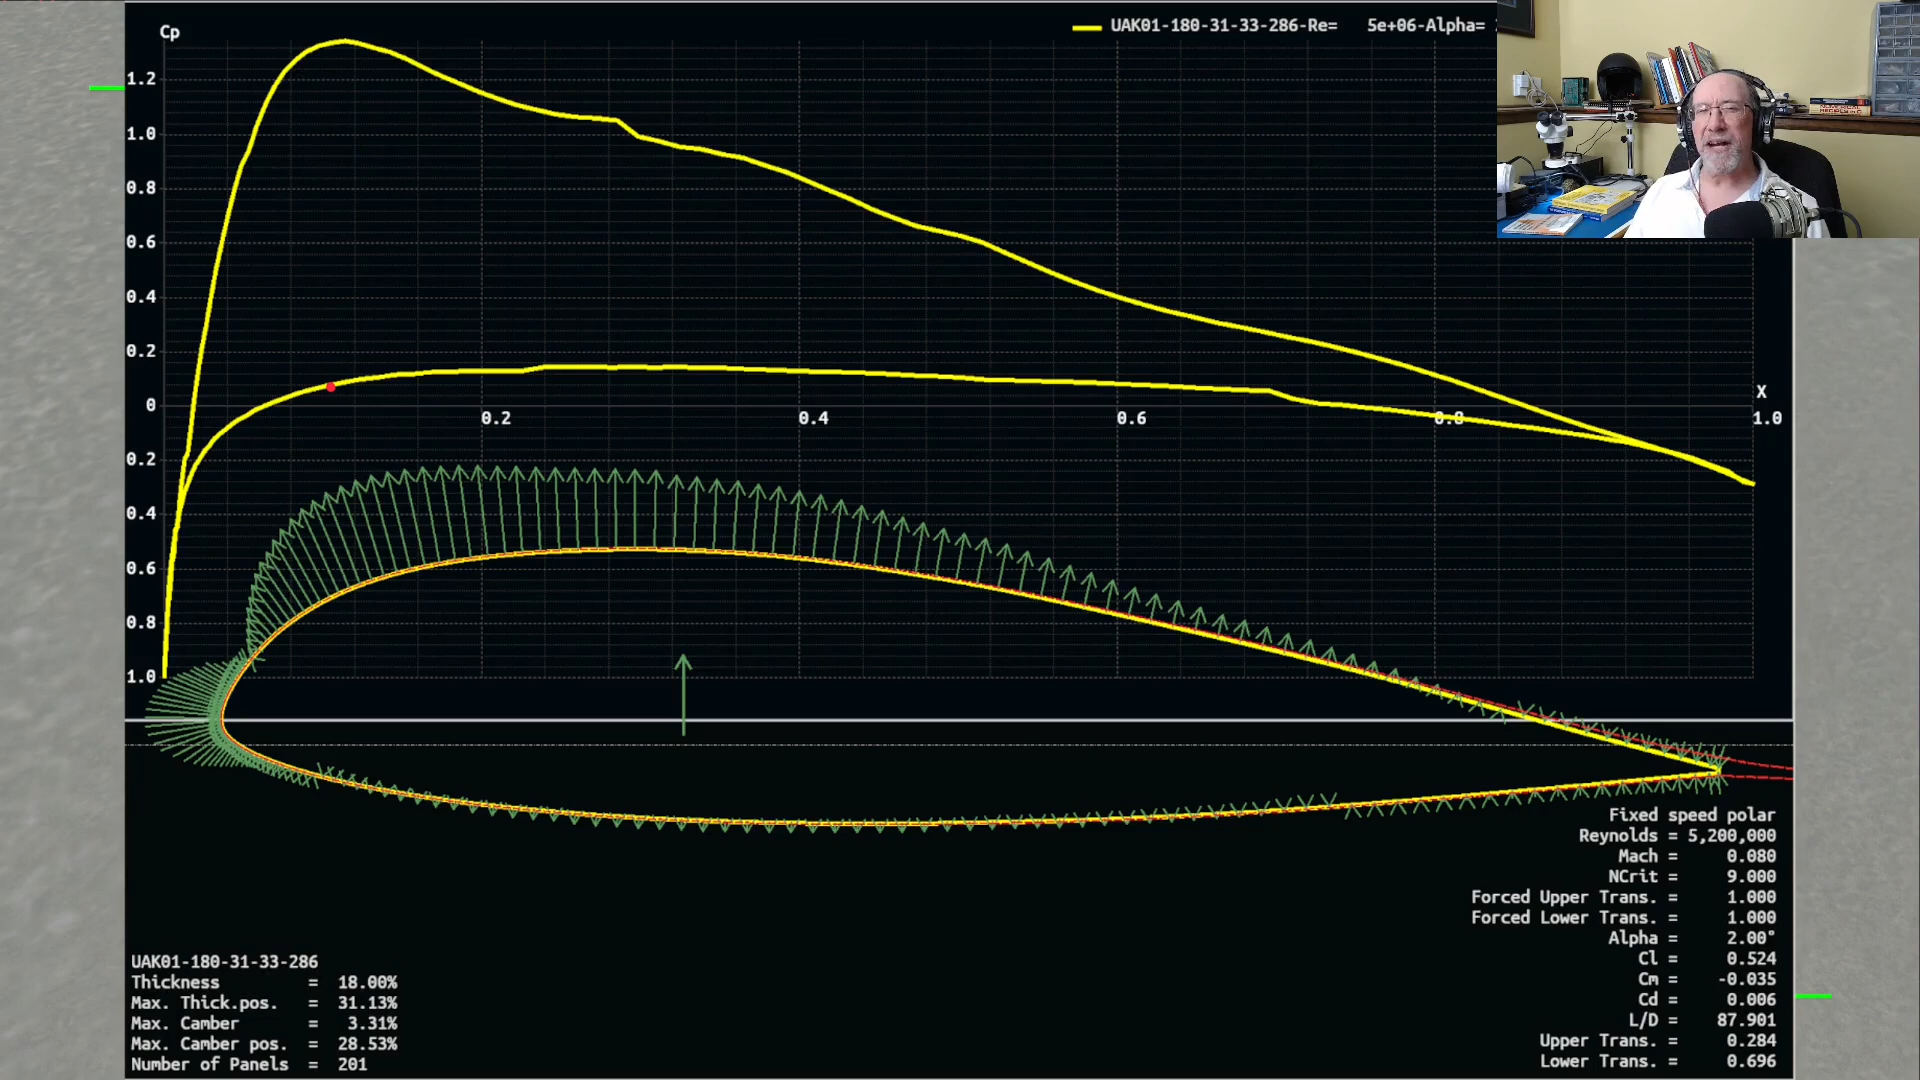 Cp
UAK01-180-31-33-286-Re= 5e+06-Alpha=
1.2
1.0
0.8
0.6
0.4
0.2
0
X
0.2 0.4 0.6 0.8 1.0
0.2
0.4
0.6
0.8
1.0
Fixed speed polar
Reynolds = 5,200,000
Mach = 0.080
NCrit = 9.000
Forced Upper Trans. = 1.000
Forced Lower Trans. = 1.000
Alpha = 2.00°
Cl = 0.524
Cm = -0.035
Cd = 0.006
L/D = 87.901
Upper Trans. = 0.284
Lower Trans. = 0.696
UAK01-180-31-33-286
Thickness = 18.00%
Max. Thick.pos. = 31.13%
Max. Camber = 3.31%
Max. Camber pos. = 28.53%
Number of Panels = 201